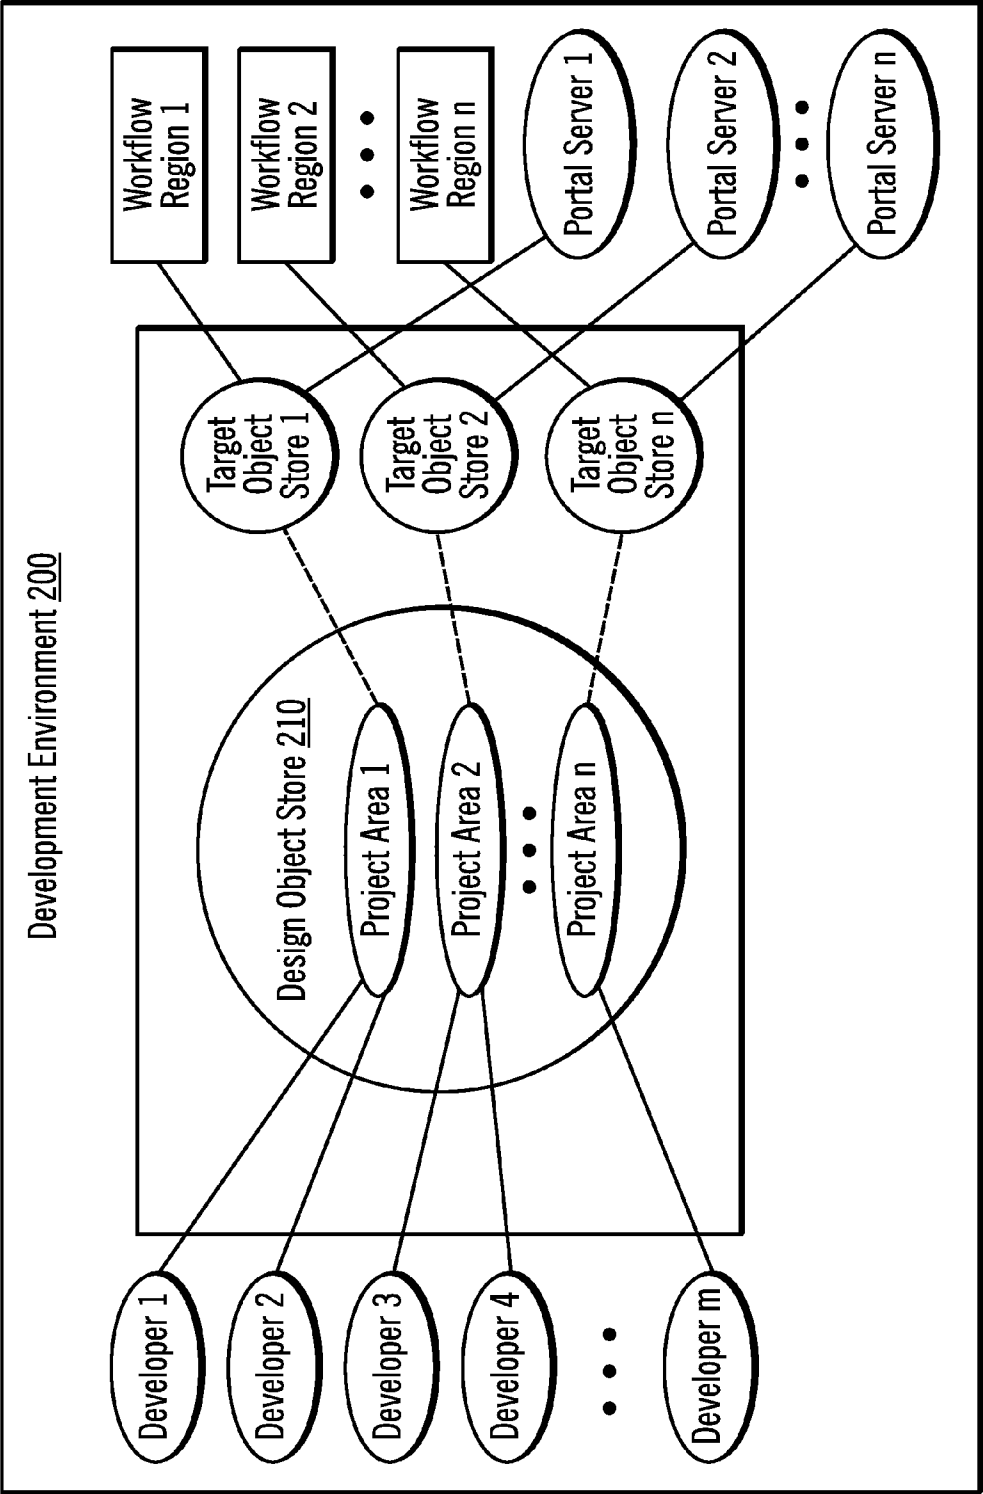 Development Environment 200
Developer 1
Developer 2
Developer 3
Developer 4
Developer m
Design Object Store 210
Project Area 1
Project Area 2
Project Area n
Target
Object
Store 1
Target
Object
Store 2
Target
Object
Store n
Workflow
Region 1
Workflow
Region 2
Workflow
Region n
Portal Server 1
Portal Server 2
Portal Server n